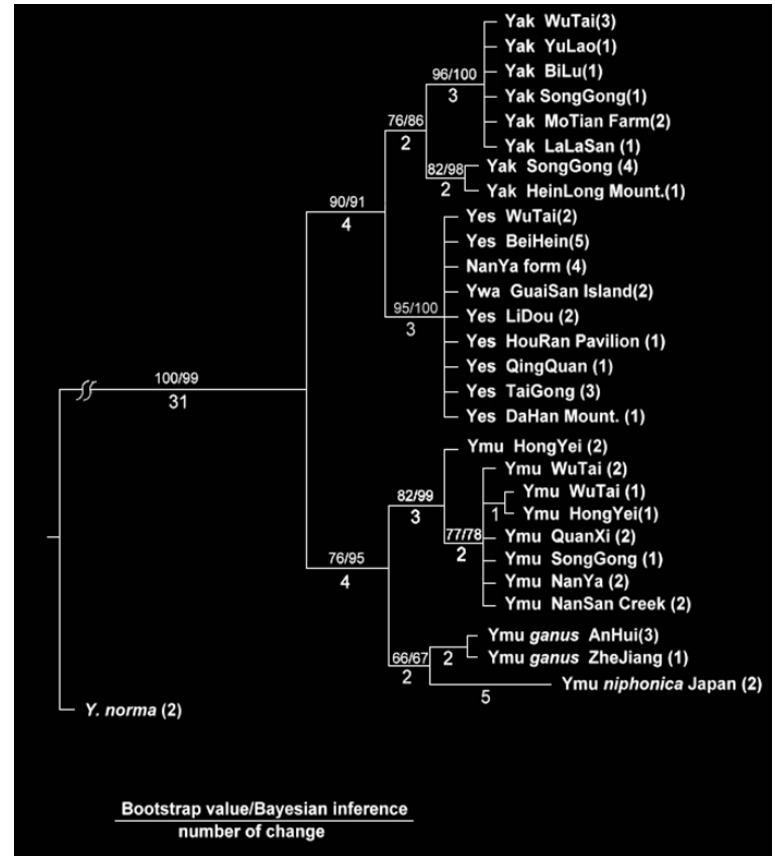 Yak WuTai(3)
Yak YuLao(1)
96/100
Yak BiLu(1)
3
Yak SongGong(1)
76/86
Yak MoTian Farm(2)
2
Yak LaLaSan (1)
82/98
Yak SongGong (4)
2
Yak HeinLong Mount.(1)
90/91
4
Yes WuTai(2)
Yes BeiHein(5)
NanYa form (4)
Ywa GuaiSan Island(2)
95/100
Yes LiDou (2)
3
Yes HouRan Pavilion (1)
Yes QingQuan (1)
100/99
31
Yes TaiGong (3)
Yes DaHan Mount. (1)
Ymu HongYei (2)
Ymu WuTai (2)
82/99
3
Ymu WuTai (1)
1
Ymu HongYei(1)
77/78
2
Ymu QuanXi (2)
76/95
4
Ymu SongGong (1)
Ymu NanYa (2)
Ymu NanSan Creek (2)
Ymu ganus AnHui(3)
66/67
2
2
Ymu ganus ZheJiang (1)
5
Ymu niphonica Japan (2)
Y. norma (2)
Bootstrap value/Bayesian inference
number of change